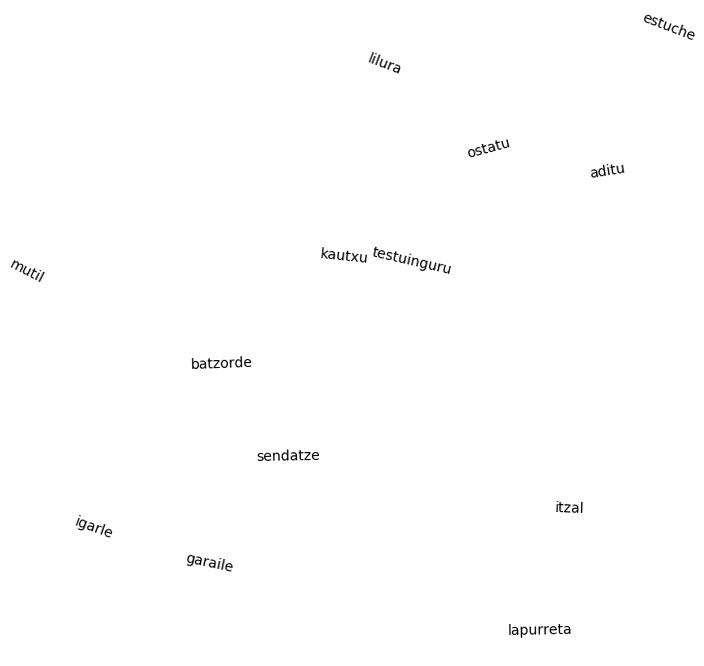 estuche
lilura
ostatu
aditu
kautxu
testuinguru
mutil
batzorde
sendatze
itzal
igarle
garaile
lapurreta